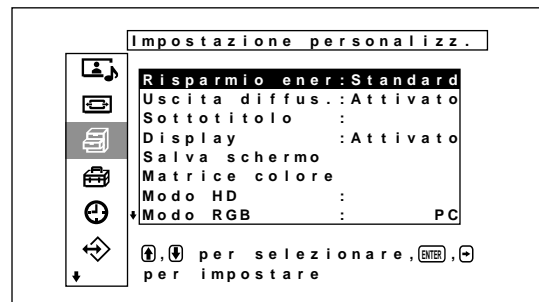 Impostazione personalizz.
Risparmio ener:Standard
Uscita diffus.:Attivato
Sottotitolo :
Display :Attivato
Salva schermo
Matrice colore
Modo HD :
Modo RGB : PC
, per selezionare, ENTER ,
per impostare